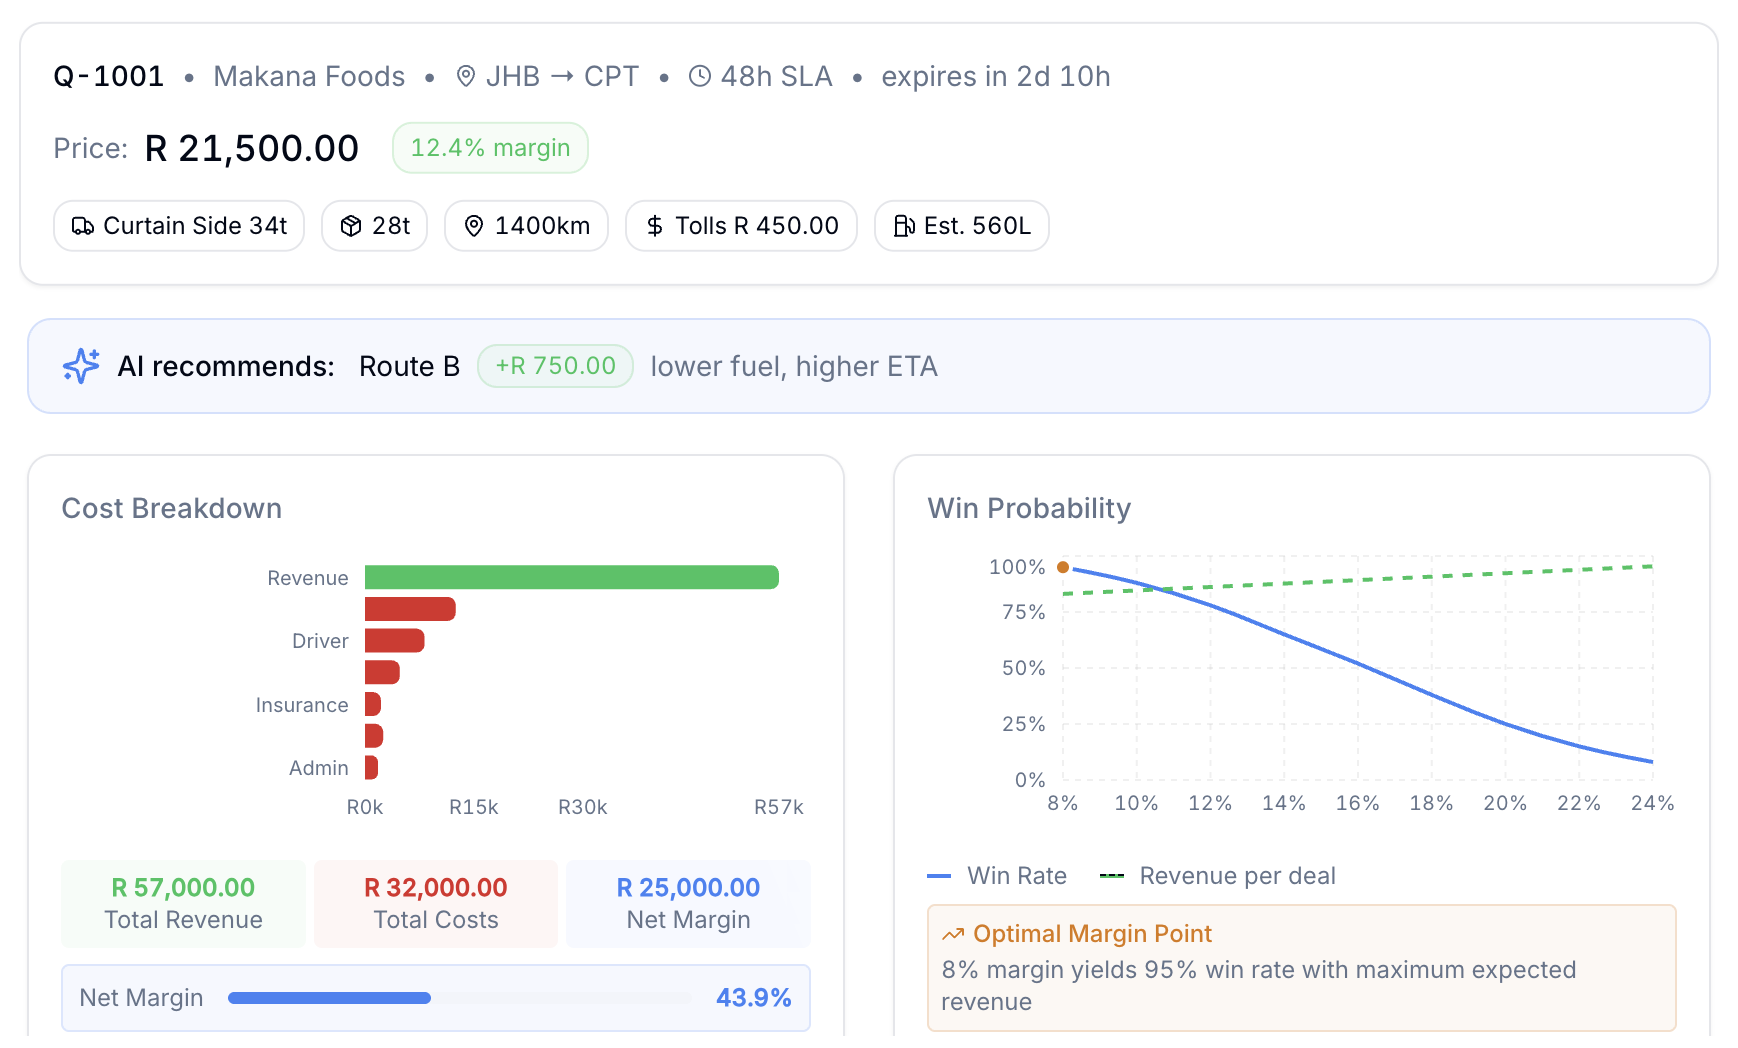 Q-1001 • Makana Foods • JHB → CPT • 48h SLA • expires in 2d 10h
Price: R 21,500.00 12.4% margin
Curtain Side 34t 28t 1400km Tolls R 450.00 Est. 560L
AI recommends: Route B +R 750.00 lower fuel, higher ETA
Cost Breakdown
Revenue
Driver
Insurance
Admin
R0k R15k R30k R57k
R 57,000.00
Total Revenue
R 32,000.00
Total Costs
R 25,000.00
Net Margin
Net Margin 43.9%
Win Probability
100%
75%
50%
25%
0%
8% 10% 12% 14% 16% 18% 20% 22% 24%
Win Rate Revenue per deal
Optimal Margin Point
8% margin yields 95% win rate with maximum expected
revenue